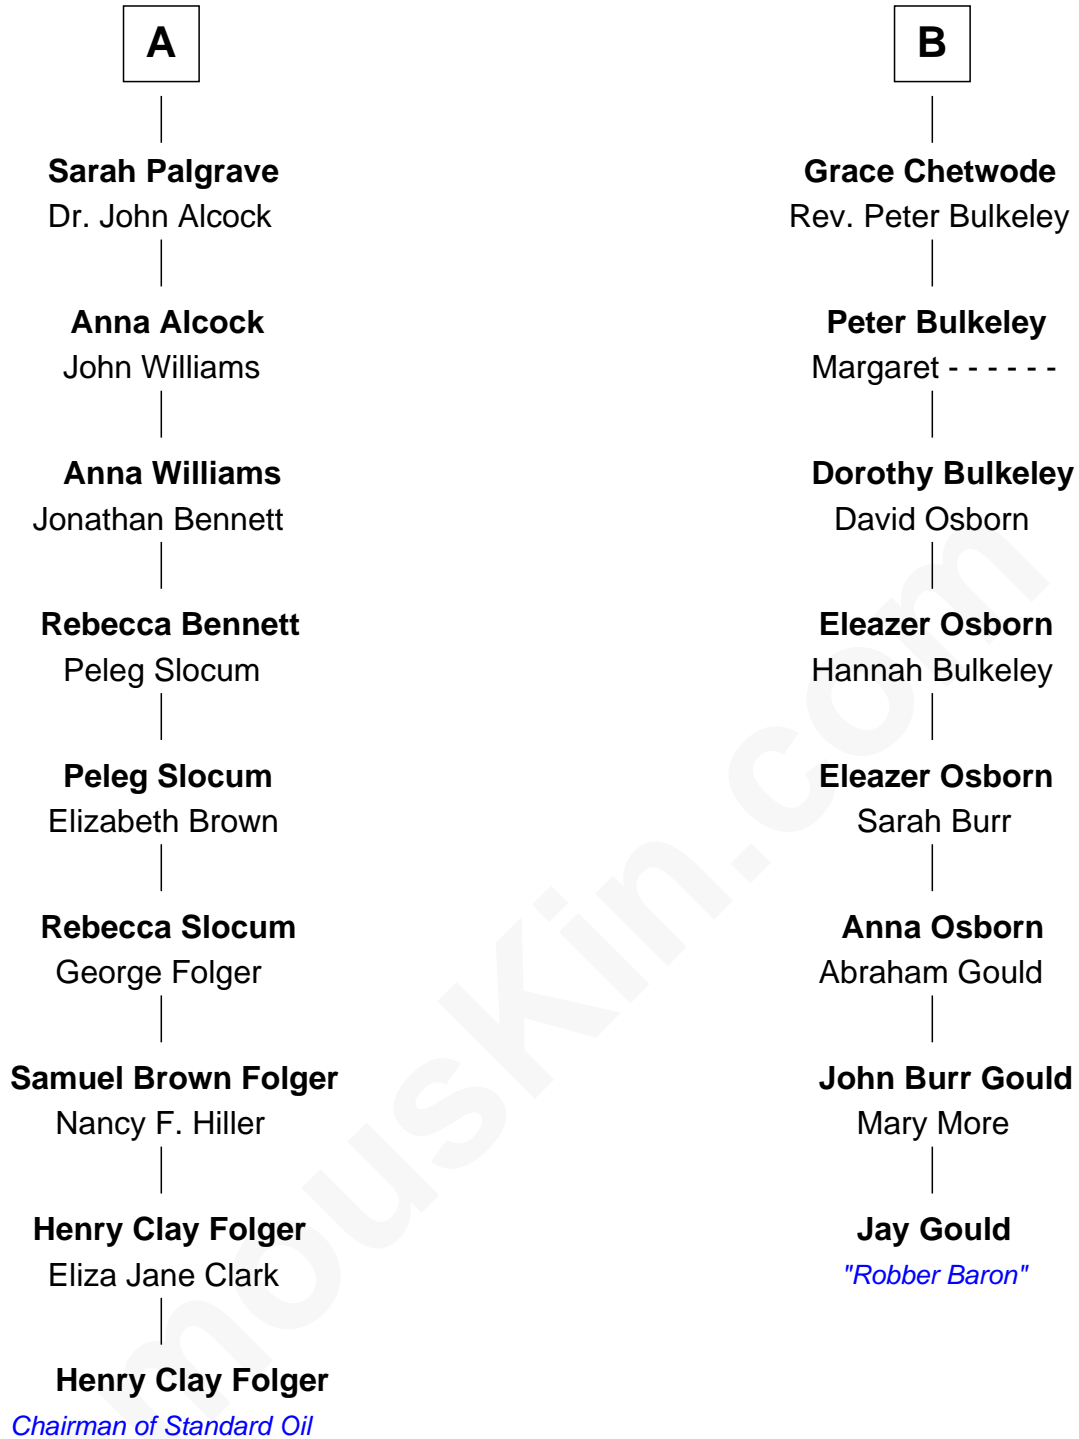 A
Sarah Palgrave
Dr. John Alcock
Anna Alcock
John Williams
Anna Williams
Jonathan Bennett
Rebecca Bennett
Peleg Slocum
Peleg Slocum
Elizabeth Brown
Rebecca Slocum
George Folger
Samuel Brown Folger
Nancy F. Hiller
Henry Clay Folger
Eliza Jane Clark
Henry Clay Folger
Chairman of Standard Oil
B
Grace Chetwode
Rev. Peter Bulkeley
Peter Bulkeley
Margaret - - - - - -
Dorothy Bulkeley
David Osborn
Eleazer Osborn
Hannah Bulkeley
Eleazer Osborn
Sarah Burr
Anna Osborn
Abraham Gould
John Burr Gould
Mary More
Jay Gould
"Robber Baron"
mouskin.com